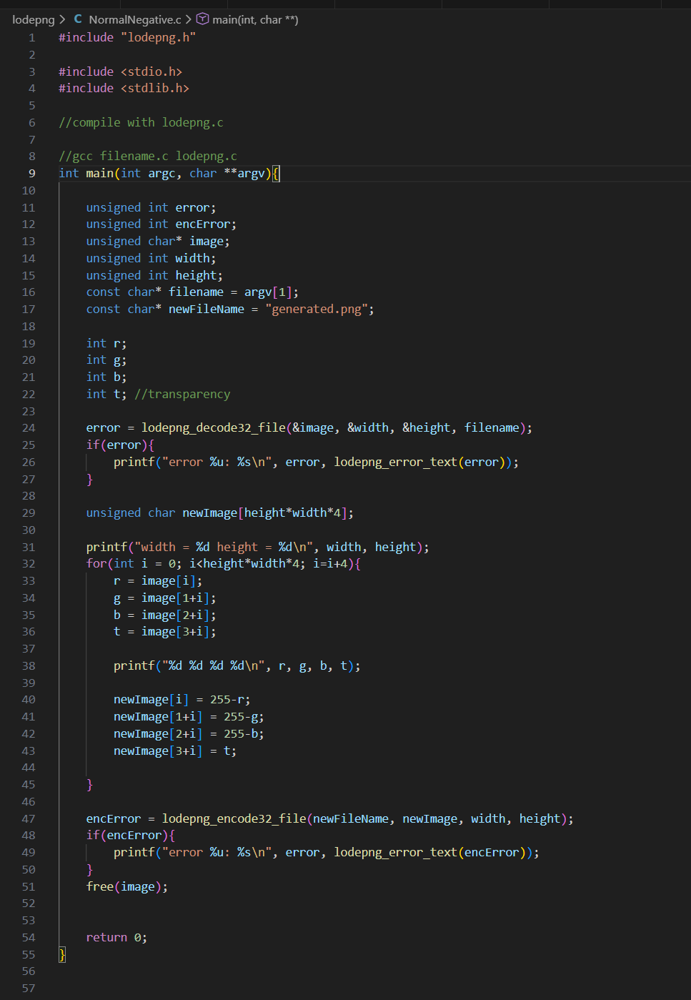 lodepng > C NormalNegative.c > main(int, char **)
1 #include "lodepng.h"
2
3 #include <stdio.h>
4 #include <stdlib.h>
5
6 //compile with lodepng.c
7
8 //gcc filename.c lodepng.c
9 int main(int argc, char **argv){
10
11     unsigned int error;
12     unsigned int encError;
13     unsigned char* image;
14     unsigned int width;
15     unsigned int height;
16     const char* filename = argv[1];
17     const char* newFileName = "generated.png";
18
19     int r;
20     int g;
21     int b;
22     int t; //transparency
23
24     error = lodepng_decode32_file(&image, &width, &height, filename);
25     if(error){
26         printf("error %u: %s\n", error, lodepng_error_text(error));
27     }
28
29     unsigned char newImage[height*width*4];
30
31     printf("width = %d height = %d\n", width, height);
32     for(int i = 0; i<height*width*4; i=i+4){
33         r = image[i];
34         g = image[1+i];
35         b = image[2+i];
36         t = image[3+i];
37
38         printf("%d %d %d %d\n", r, g, b, t);
39
40         newImage[i] = 255-r;
41         newImage[1+i] = 255-g;
42         newImage[2+i] = 255-b;
43         newImage[3+i] = t;
44
45     }
46
47     encError = lodepng_encode32_file(newFileName, newImage, width, height);
48     if(encError){
49         printf("error %u: %s\n", error, lodepng_error_text(encError));
50     }
51     free(image);
52
53
54     return 0;
55 }
56
57